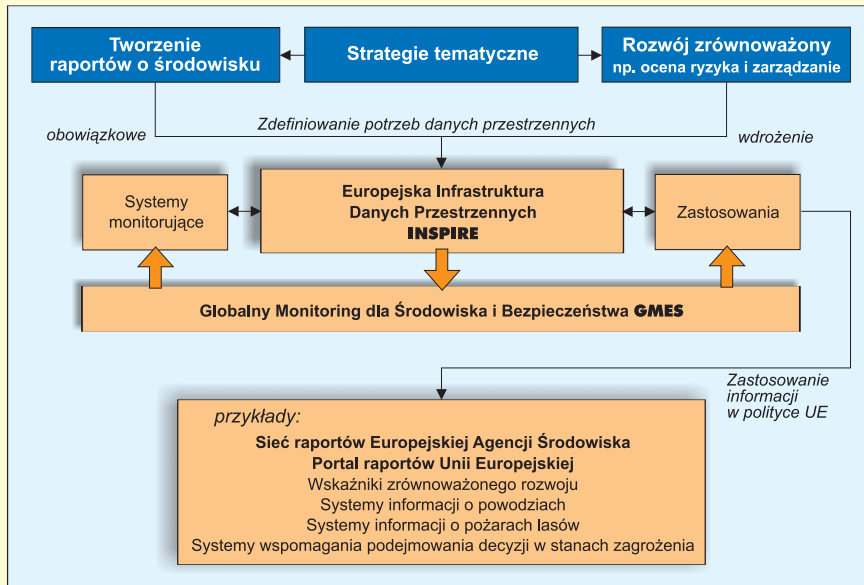 Tworzenie
raportów o środowisku
Strategie tematyczne
Rozwój zrównoważony
np. ocena ryzyka i zarządzanie
obowiązkowe
Zdefiniowanie potrzeb danych przestrzennych
wdrożenie
Systemy
monitorujące
Europejska Infrastruktura
Danych Przestrzennych
INSPIRE
Zastosowania
Globalny Monitoring dla Środowiska i Bezpieczeństwa GMES
Zastosowanie
informacji
w polityce UE
przykłady:
Sieć raportów Europejskiej Agencji Środowiska
Portal raportów Unii Europejskiej
Wskaźniki zrównoważonego rozwoju
Systemy informacji o powodziach
Systemy informacji o pożarach lasów
Systemy wspomagania podejmowania decyzji w stanach zagrożenia